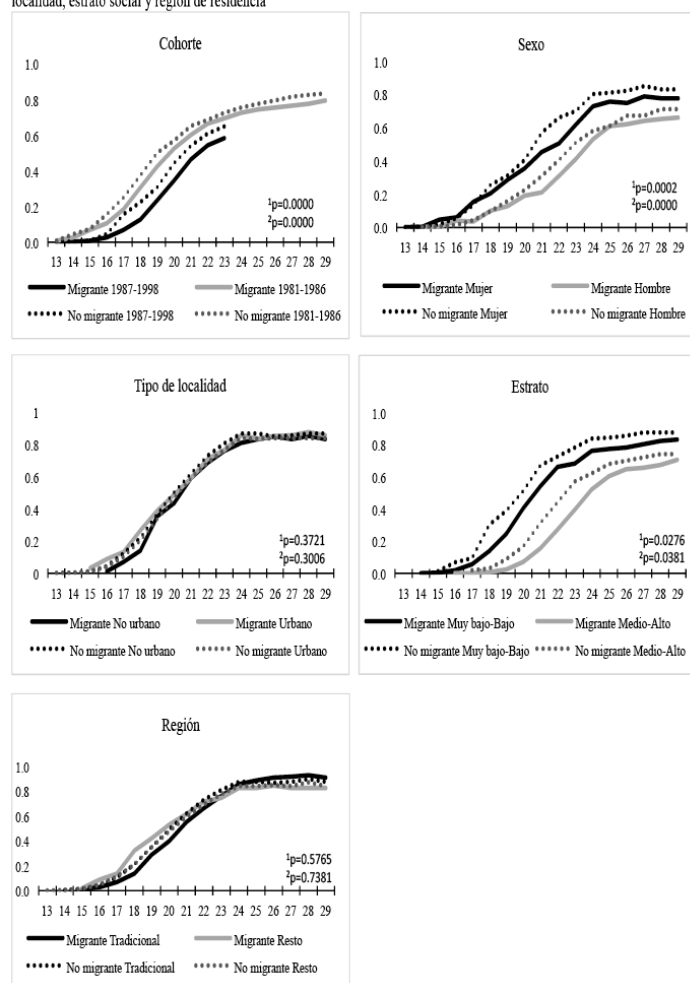 localidad, estrato social y región de residencia
Cohorte
1.0
0.8
0.6
0.4
0.2
0.0
¹p=0.0000
²p=0.0000
13 14 15 16 17 18 19 20 21 22 23 24 25 26 27 28 29
Migrante 1987-1998 Migrante 1981-1986
No migrante 1987-1998 No migrante 1981-1986
Sexo
1.0
0.8
0.6
0.4
0.2
0.0
¹p=0.0002
²p=0.0000
13 14 15 16 17 18 19 20 21 22 23 24 25 26 27 28 29
Migrante Mujer Migrante Hombre
No migrante Mujer No migrante Hombre
Tipo de localidad
1
0.8
0.6
0.4
0.2
0
¹p=0.3721
²p=0.3006
13 14 15 16 17 18 19 20 21 22 23 24 25 26 27 28 29
Migrante No urbano Migrante Urbano
No migrante No urbano No migrante Urbano
Estrato
1.0
0.8
0.6
0.4
0.2
0.0
¹p=0.0276
²p=0.0381
13 14 15 16 17 18 19 20 21 22 23 24 25 26 27 28 29
Migrante Muy bajo-Bajo Migrante Medio-Alto
No migrante Muy bajo-Bajo No migrante Medio-Alto
Región
1.0
0.8
0.6
0.4
0.2
0.0
¹p=0.5765
²p=0.7381
13 14 15 16 17 18 19 20 21 22 23 24 25 26 27 28 29
Migrante Tradicional Migrante Resto
No migrante Tradicional No migrante Resto